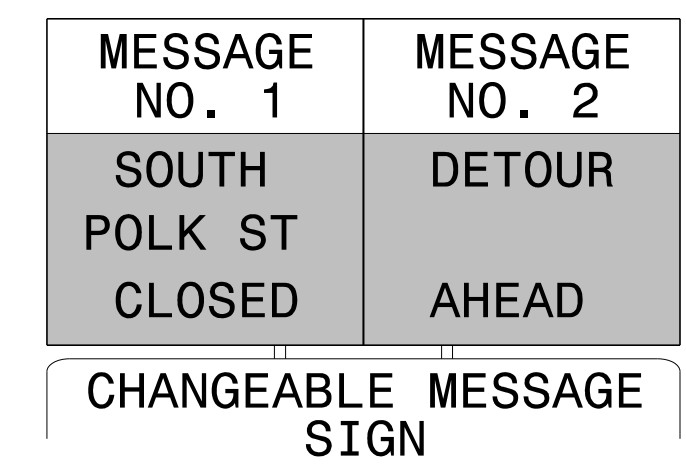 MESSAGE NO. 1
MESSAGE NO. 2
SOUTH
POLK ST
CLOSED
DETOUR
AHEAD
CHANGEABLE MESSAGE
SIGN